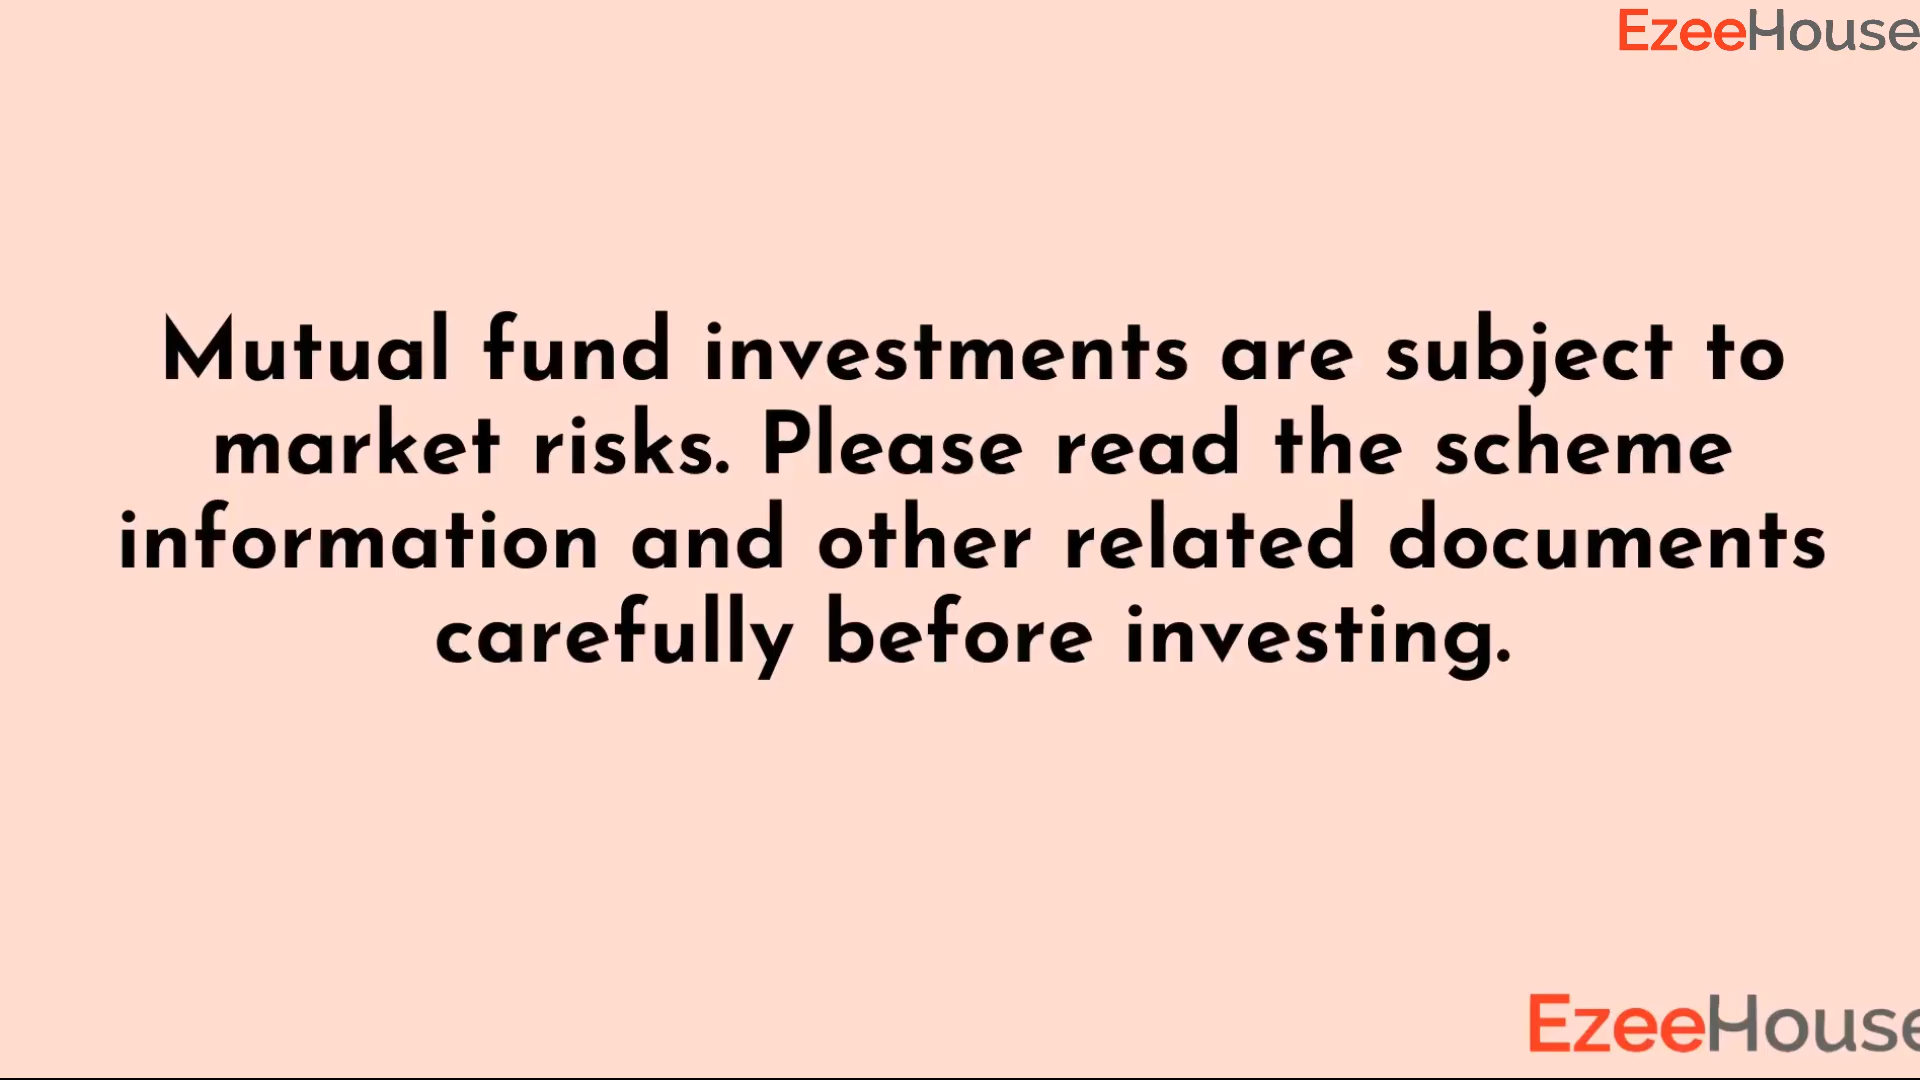 EzeeHouse
Mutual fund investments are subject to
market risks. Please read the scheme
information and other related documents
carefully before investing.
EzeeHouse